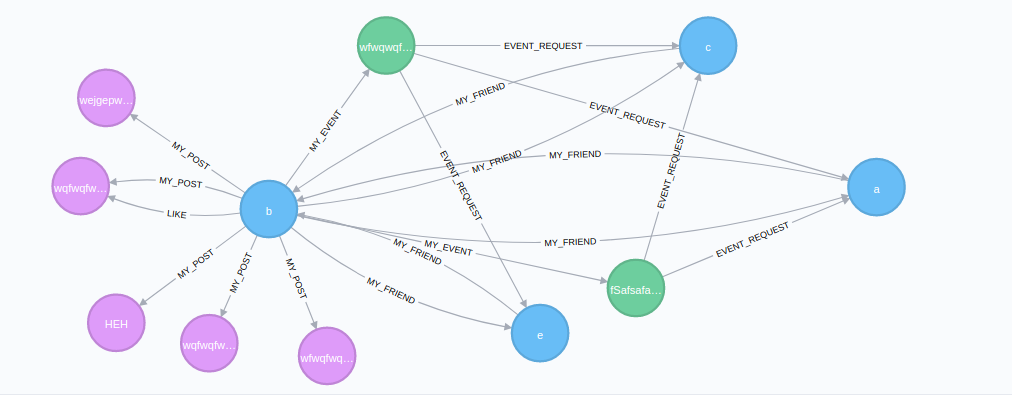 wfwqwqf...
EVENT_REQUEST
c
wejgepw...
MY_FRIEND
MY_EVENT
EVENT_REQUEST
MY_POST
MY_FRIEND
MY_FRIEND
EVENT_REQUEST
EVENT_REQUEST
wqfwqfw...
MY_POST
a
LIKE
b
MY_FRIEND
EVENT_REQUEST
MY_EVENT
MY_FRIEND
MY_POST
MY_POST
MY_POST
MY_FRIEND
fSafsafa...
HEH
e
wqfwqfw...
wfwqfwq...